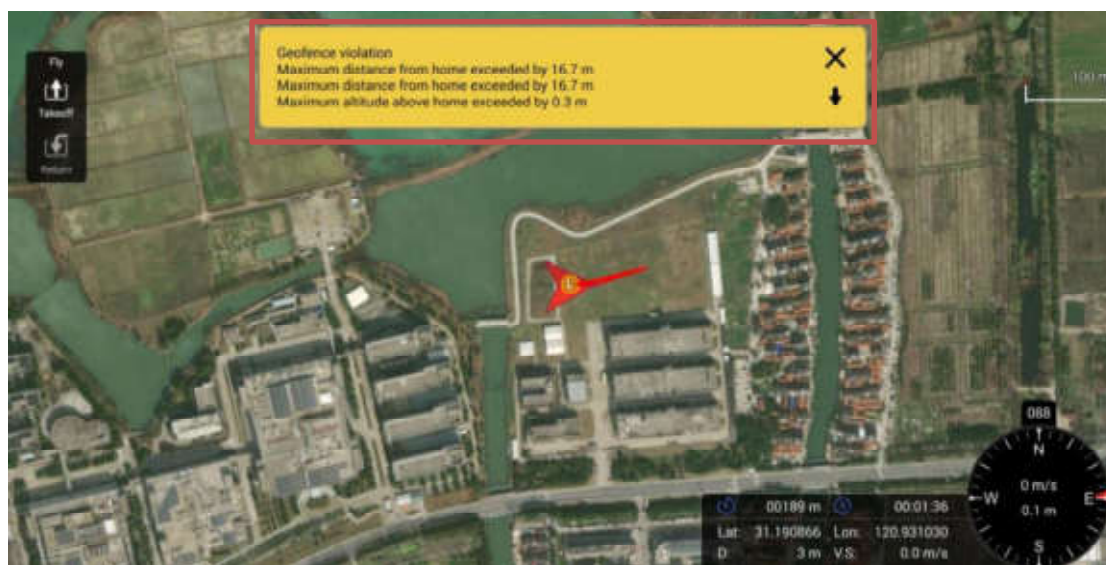 Fly
Takeoff
Return
Geofence violation
Maximum distance from home exceeded by 16.7 m
Maximum distance from home exceeded by 16.7 m
Maximum altitude above home exceeded by 0.3 m
100 m
088
N
W
E
S
0 m/s
0.1 m
00189 m 00:01:36
Lat: 31.190866 Lon: 120.931030
D: 3 m V.S: 0.0 m/s